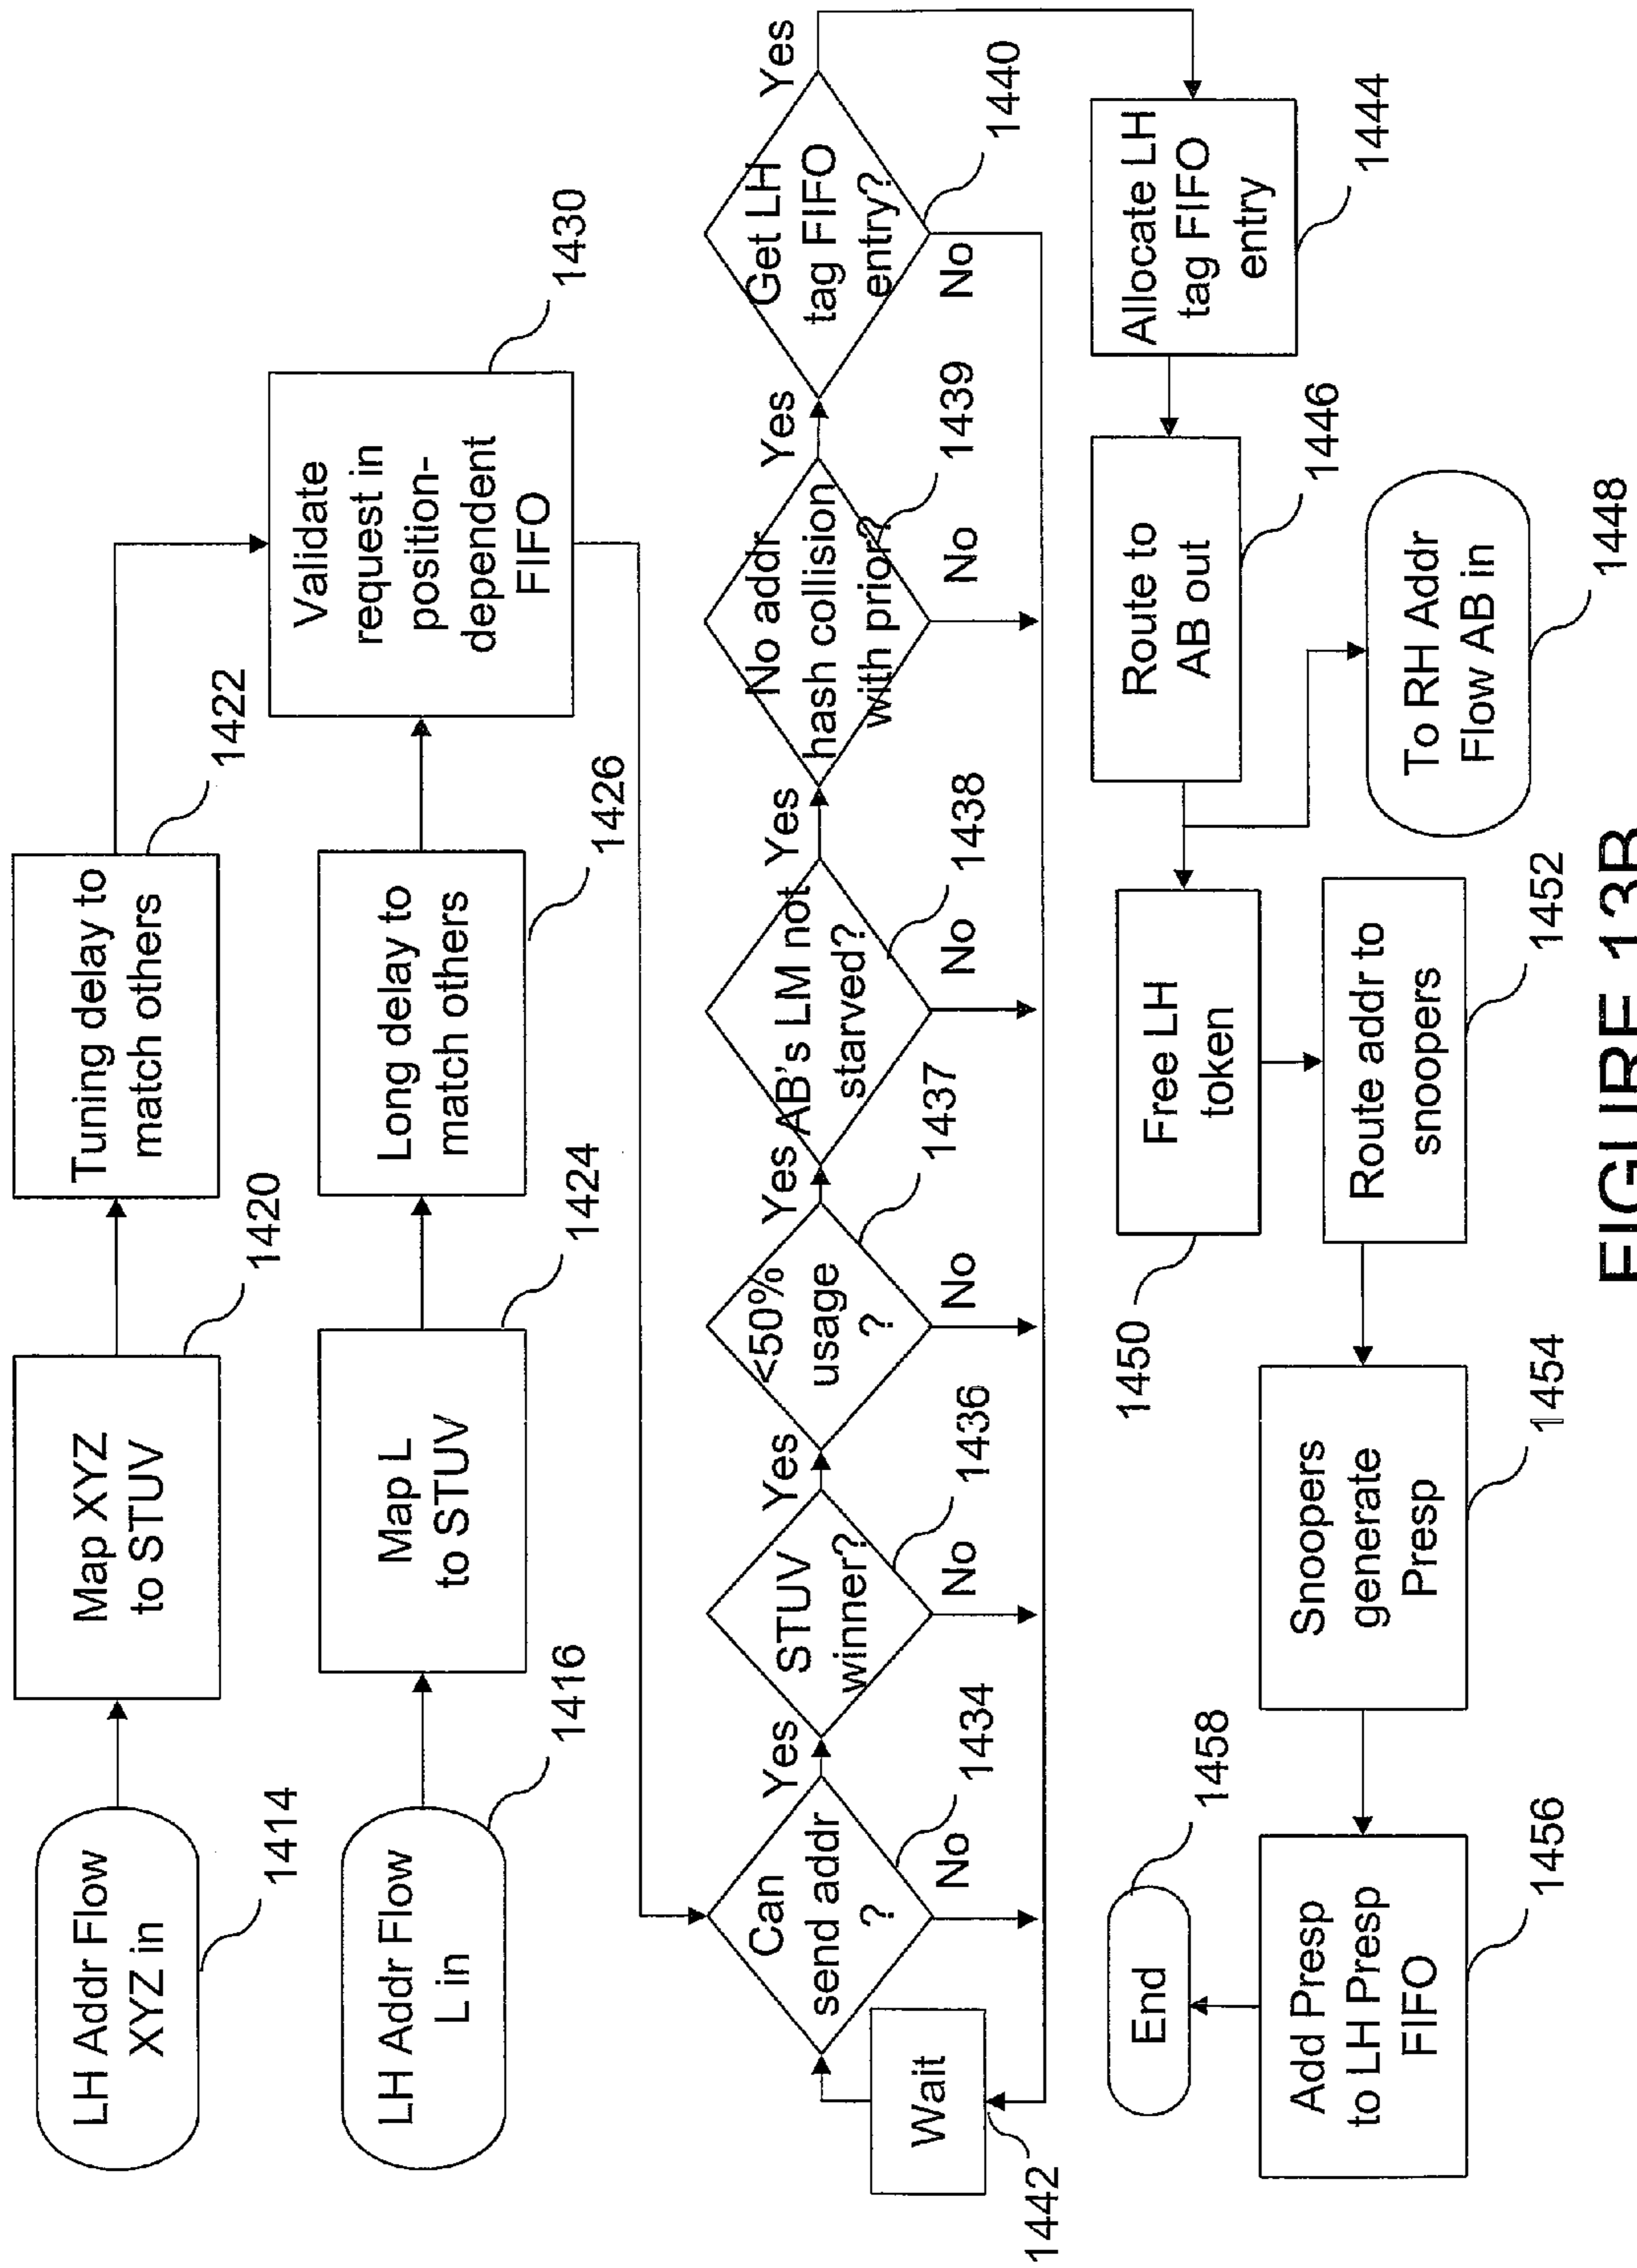 LH Addr Flow
XYZ in
1414
Map XYZ
to STUV
1420
Tuning delay to
match others
1422
LH Addr Flow
L in
1416
Map L
to STUV
1424
Long delay to
match others
1426
Validate
request in
position-
dependent
FIFO
1430
Can
send addr
?
Yes
No
1434
STUV
winner?
Yes
No
1436
<50%
usage
?
Yes
No
1437
AB's LM not
starved?
Yes
No
1438
No addr
hash collision
with prior?
Yes
No
1439
Get LH
tag FIFO
entry?
Yes
No
1440
Wait
1442
Allocate LH
tag FIFO
entry
1444
Route to
AB out
1446
To RH Addr
Flow AB in
1448
Free LH
token
1450
Route addr to
snoopers
1452
Snoopers
generate
Presp
1454
Add Presp
to LH Presp
FIFO
1456
End
1458
FIGURE 13B